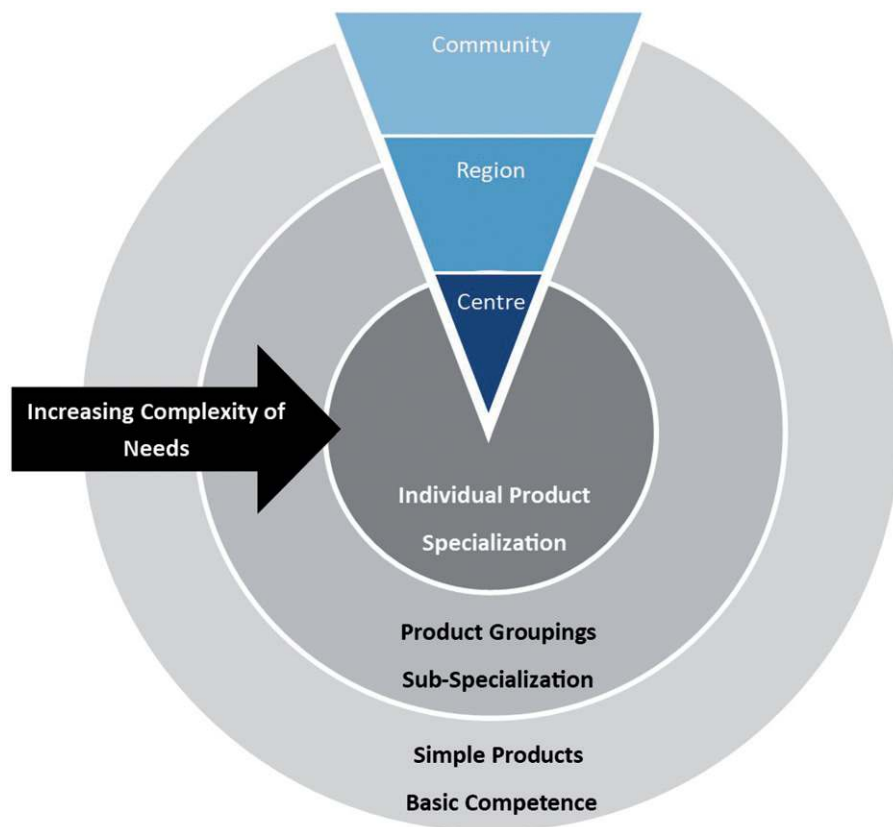 Community
Region
Centre
Increasing Complexity of
Needs
Individual Product
Specialization
Product Groupings
Sub-Specialization
Simple Products
Basic Competence